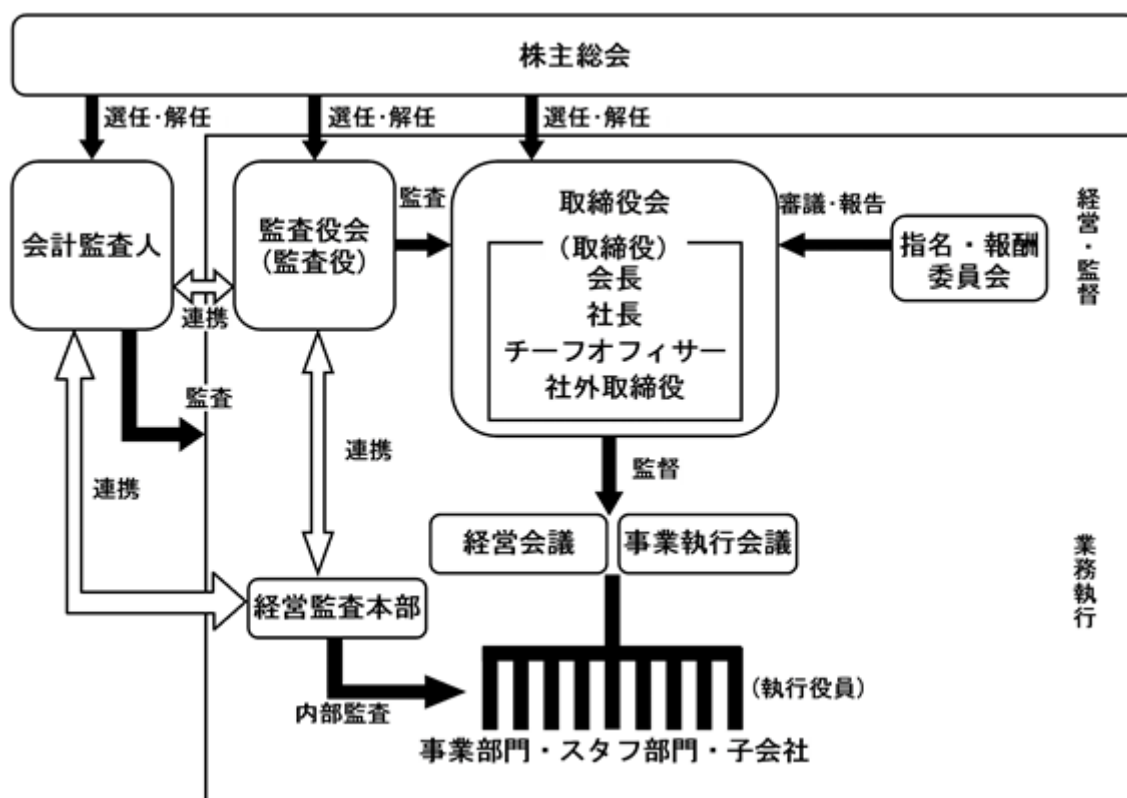 株主総会
選任・解任
選任・解任
選任・解任
会計監査人
監査役会
(監査役)
監査
取締役会
(取締役)
会長
社長
チーフオフィサー
社外取締役
審議・報告
指名・報酬
委員会
経営・監督
連携
監査
連携
連携
監督
経営会議
事業執行会議
業務執行
経営監査本部
内部監査
(執行役員)
事業部門・スタフ部門・子会社